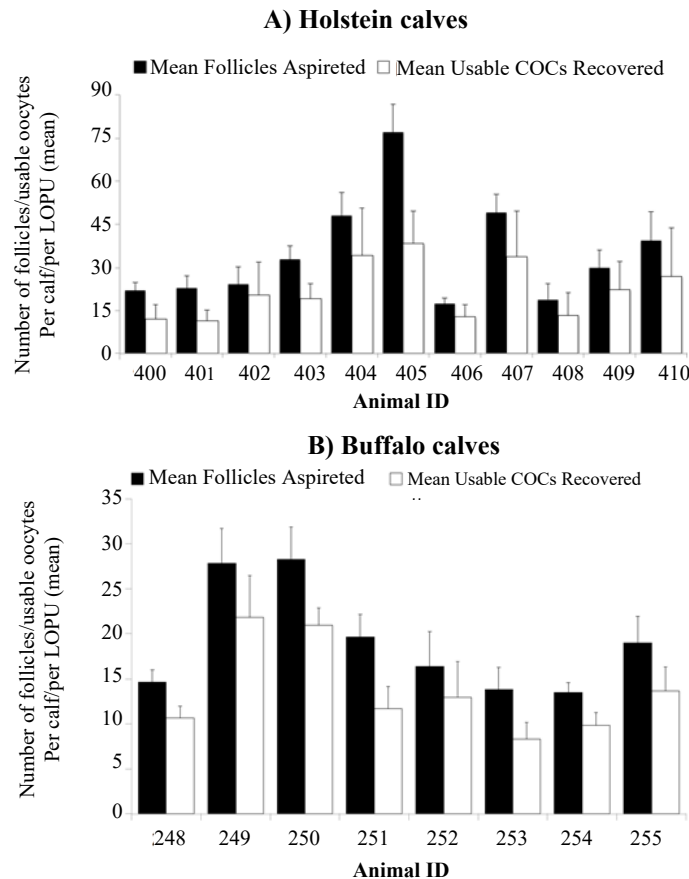 A) Holstein calves
Mean Follicles Aspireted Mean Usable COCs Recovered
Number of follicles/usable oocytes
Per calf/per LOPU (mean)
90
75
60
45
30
15
0
400 401 402 403 404 405 406 407 408 409 410
Animal ID
B) Buffalo calves
Mean Follicles Aspireted Mean Usable COCs Recovered
Number of follicles/usable oocytes
Per calf/per LOPU (mean)
35
30
25
20
15
10
5
0
248 249 250 251 252 253 254 255
Animal ID